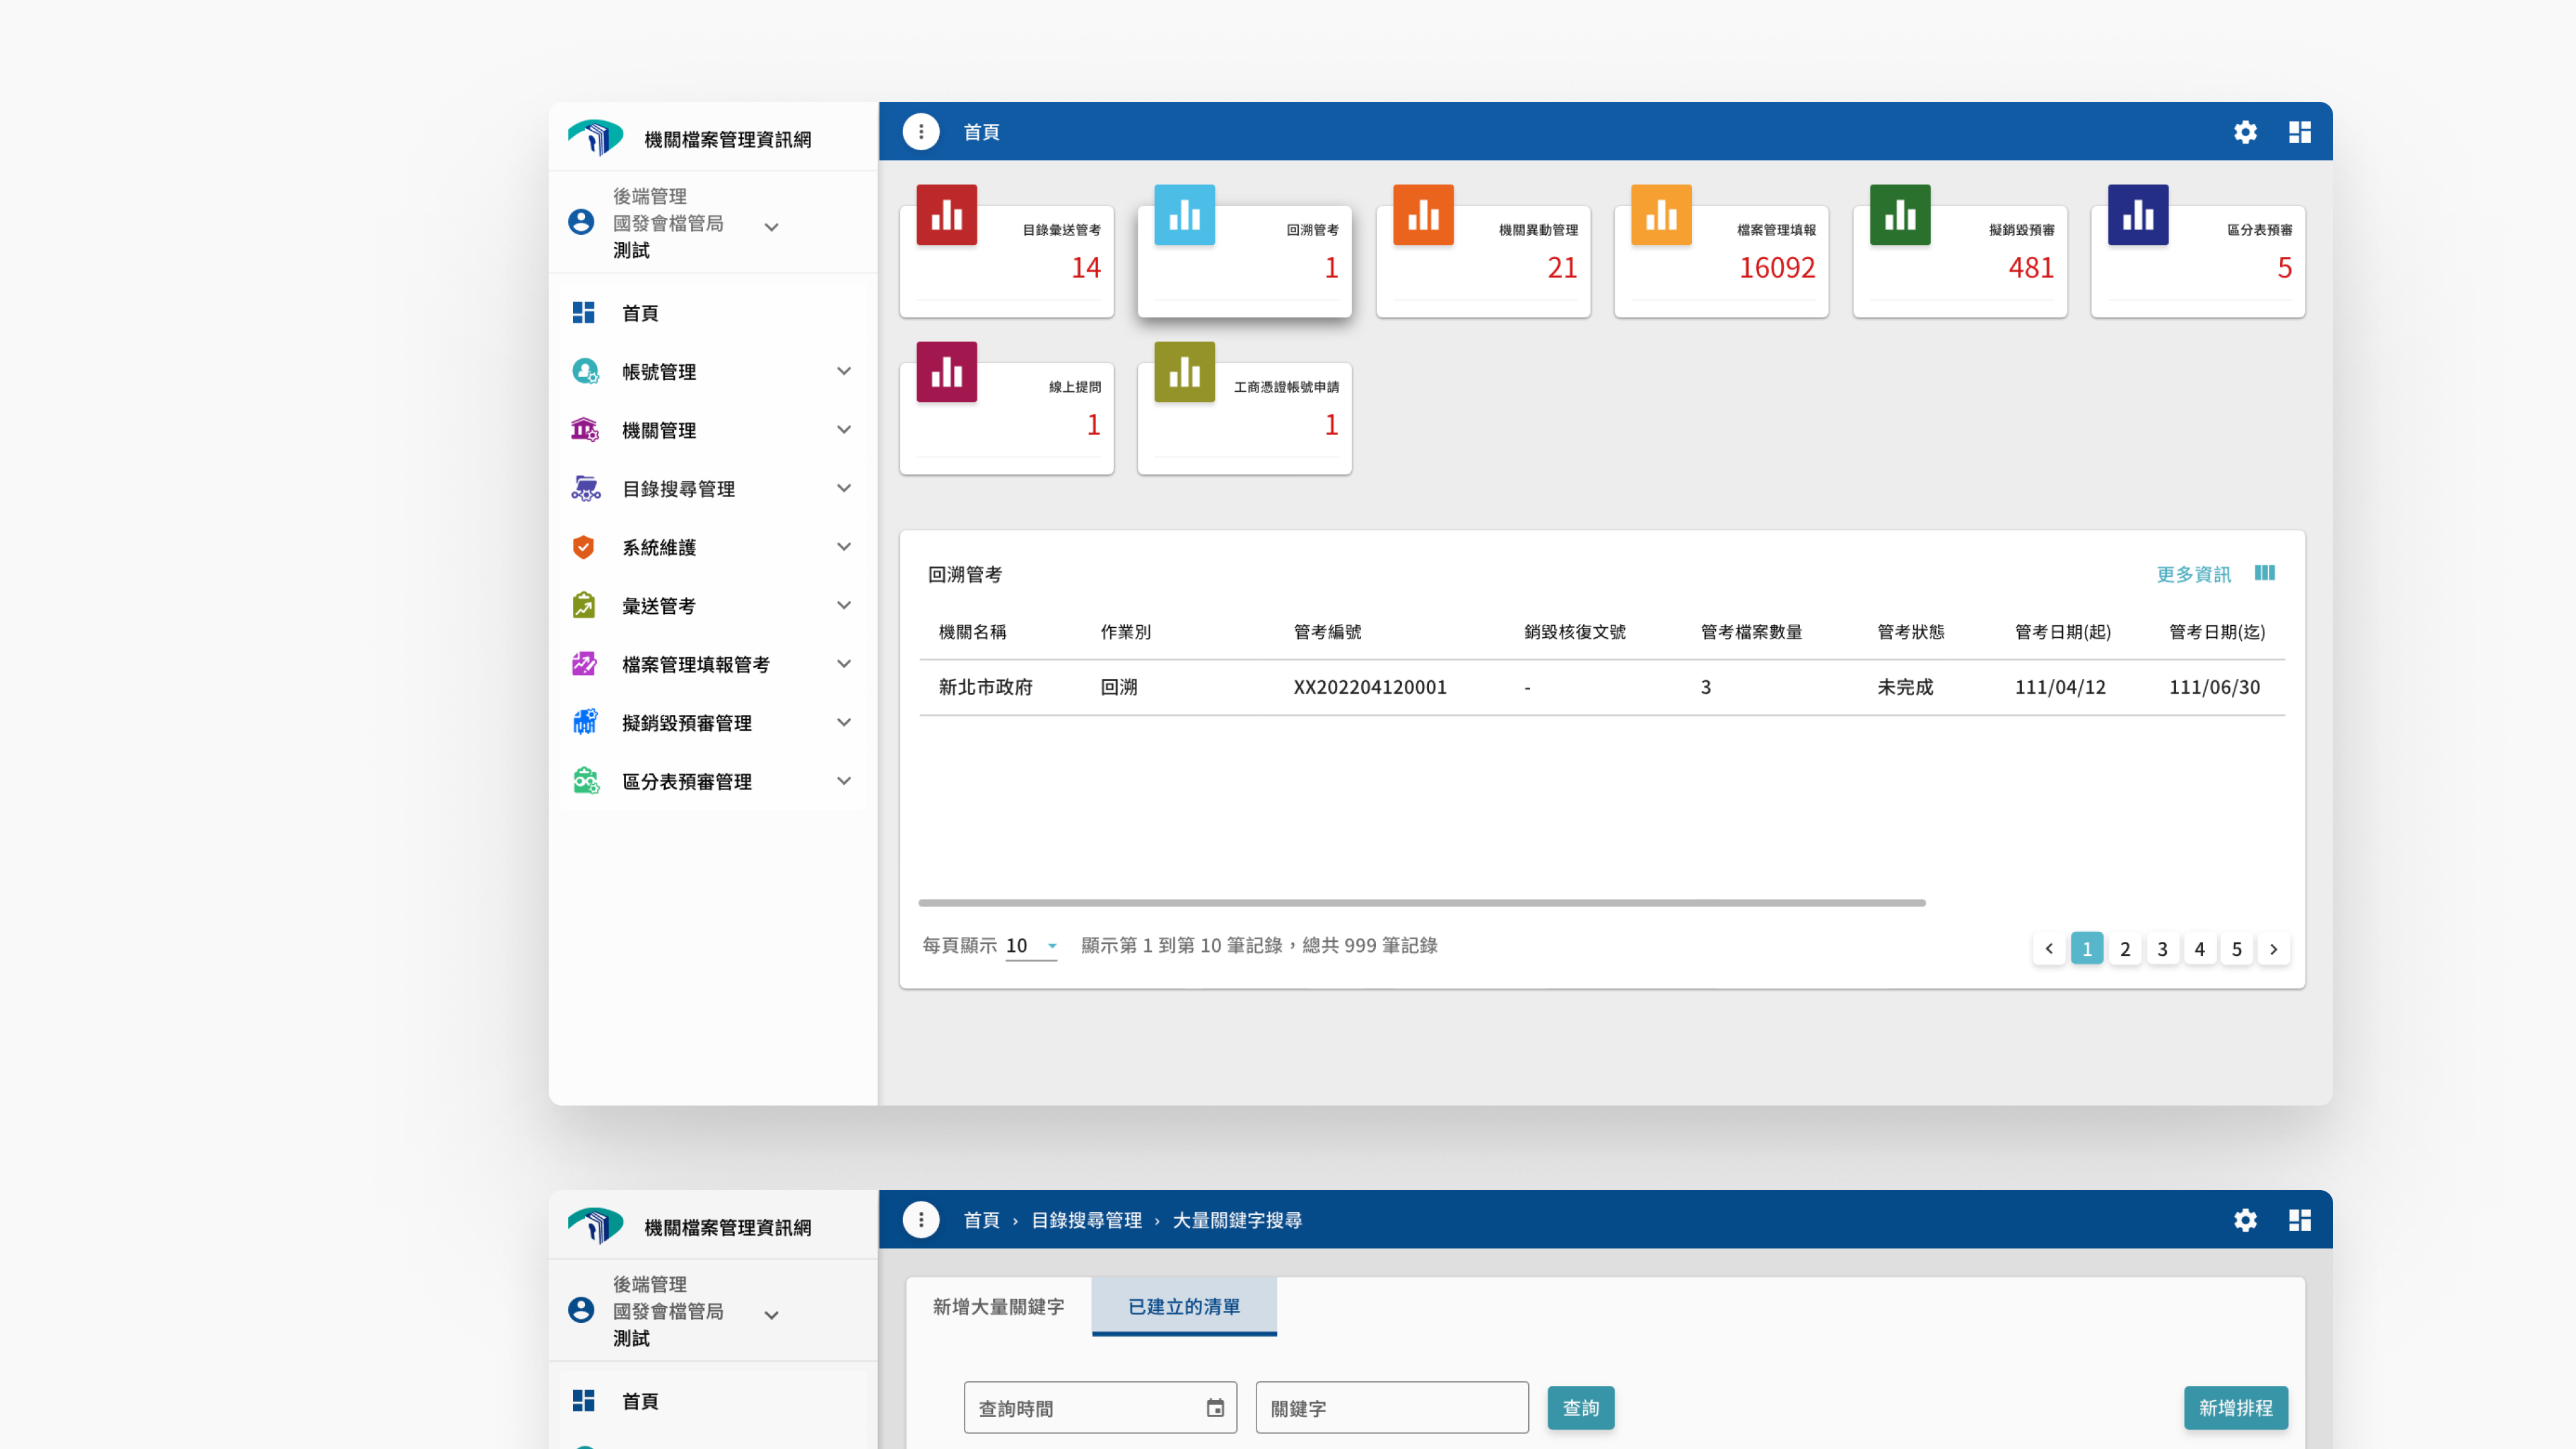 機關檔案管理資訊網
後端管理
國發會檔管局
測試
首頁
帳號管理
機關管理
目錄搜尋管理
系統維護
彙送管考
檔案管理填報管考
擬銷毀預審管理
區分表預審管理
首頁
目錄彙送管考
14
回溯管考
1
機關異動管理
21
檔案管理填報
16092
擬銷毀預審
481
區分表預審
5
線上提問
1
工商憑證帳號申請
1
回溯管考 更多資訊
機關名稱 作業別 管考編號 銷毀核復文號 管考檔案數量 管考狀態 管考日期(起) 管考日期(迄)
新北市政府 回溯 XX202204120001 - 3 未完成 111/04/12 111/06/30
每頁顯示 10 顯示第 1 到第 10 筆記錄，總共 999 筆記錄 ‹ 1 2 3 4 5 ›
機關檔案管理資訊網
後端管理
國發會檔管局
測試
首頁
首頁 › 目錄搜尋管理 › 大量關鍵字搜尋
新增大量關鍵字 已建立的清單
查詢時間 關鍵字 查詢 新增排程